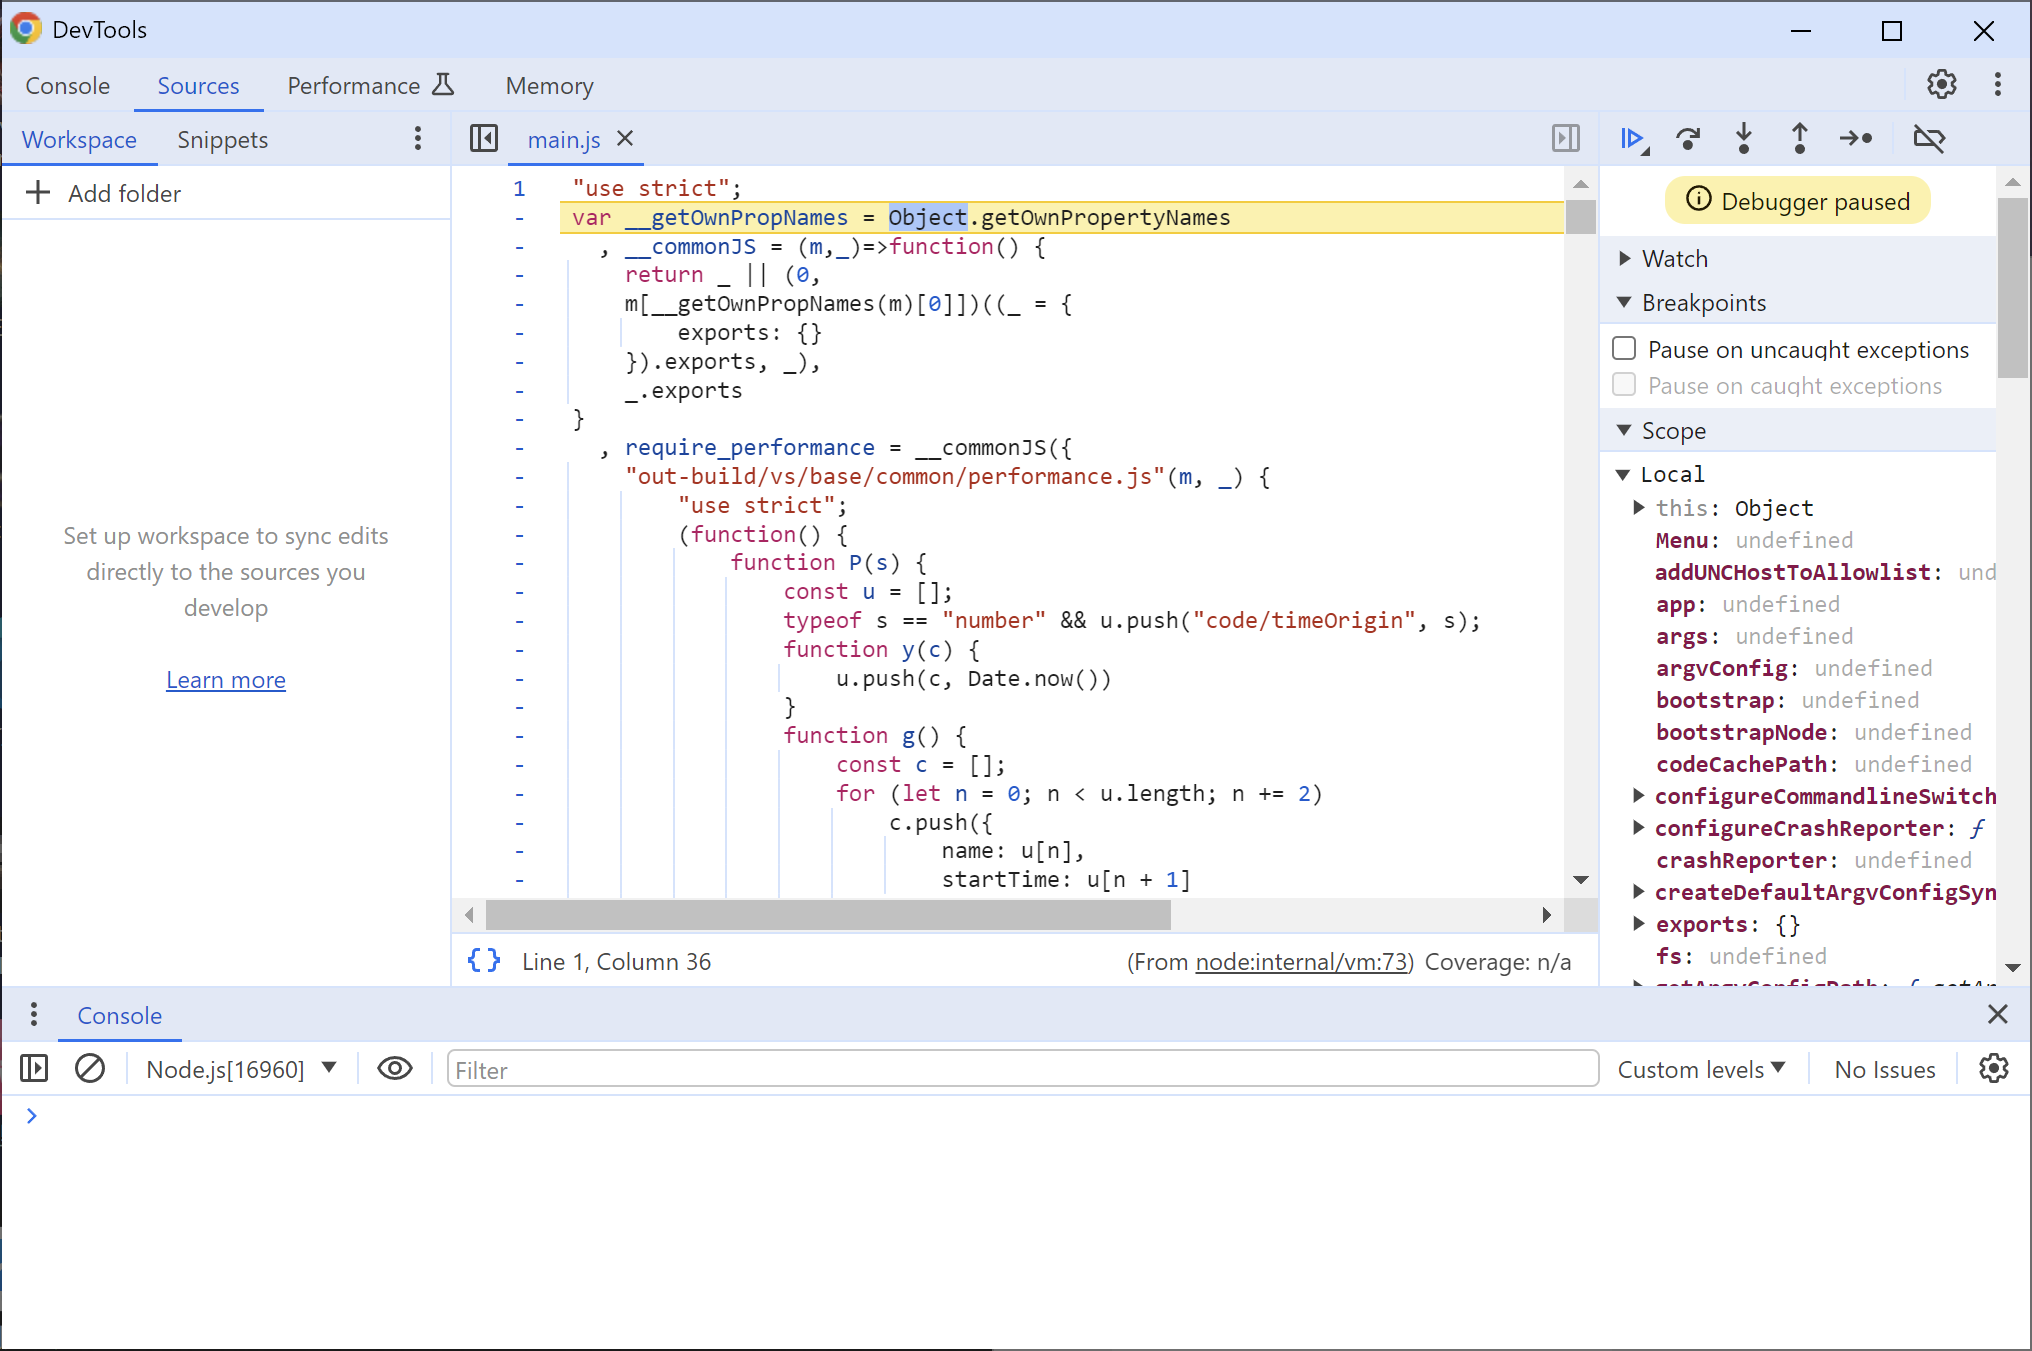 DevTools
Console Sources Performance Memory
Workspace Snippets
+ Add folder
Set up workspace to sync edits
directly to the sources you
develop
Learn more
main.js
1 "use strict";
- var __getOwnPropNames = Object.getOwnPropertyNames
- , __commonJS = (m,_)=>function() {
- return _ || (0,
- m[__getOwnPropNames(m)[0]])((_ = {
- exports: {}
- }).exports, _),
- _.exports
- }
- , require_performance = __commonJS({
- "out-build/vs/base/common/performance.js"(m, _) {
- "use strict";
- (function() {
- function P(s) {
- const u = [];
- typeof s == "number" && u.push("code/timeOrigin", s);
- function y(c) {
- u.push(c, Date.now())
- }
- function g() {
- const c = [];
- for (let n = 0; n < u.length; n += 2)
- c.push({
- name: u[n],
- startTime: u[n + 1]
{} Line 1, Column 36 (From node:internal/vm:73) Coverage: n/a
Debugger paused
Watch
Breakpoints
Pause on uncaught exceptions
Pause on caught exceptions
Scope
Local
this: Object
Menu: undefined
addUNCHostToAllowlist: und
app: undefined
args: undefined
argvConfig: undefined
bootstrap: undefined
bootstrapNode: undefined
codeCachePath: undefined
configureCommandlineSwitch
configureCrashReporter: ƒ
crashReporter: undefined
createDefaultArgvConfigSyn
exports: {}
fs: undefined
Console
Node.js[16960] Filter Custom levels No Issues
>